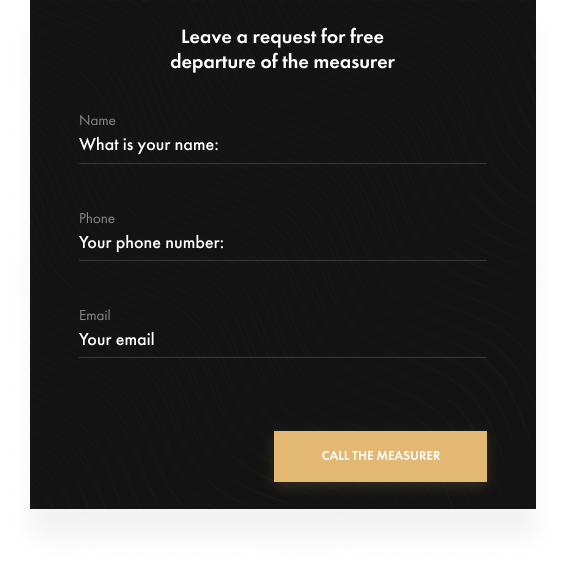 Leave a request for free
departure of the measurer
Name
What is your name:
Phone
Your phone number:
Email
Your email
CALL THE MEASURER